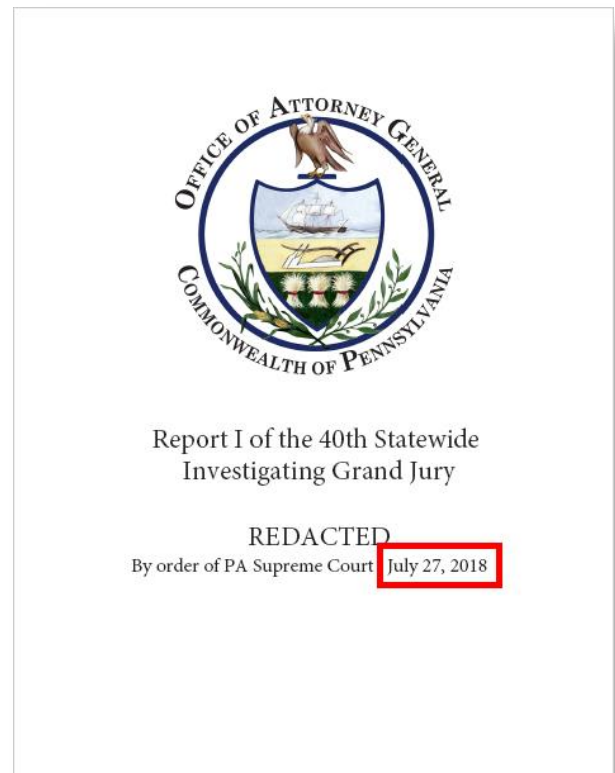 OFFICE OF ATTORNEY GENERAL
COMMONWEALTH OF PENNSYLVANIA
Report I of the 40th Statewide
Investigating Grand Jury
REDACTED
By order of PA Supreme Court July 27, 2018